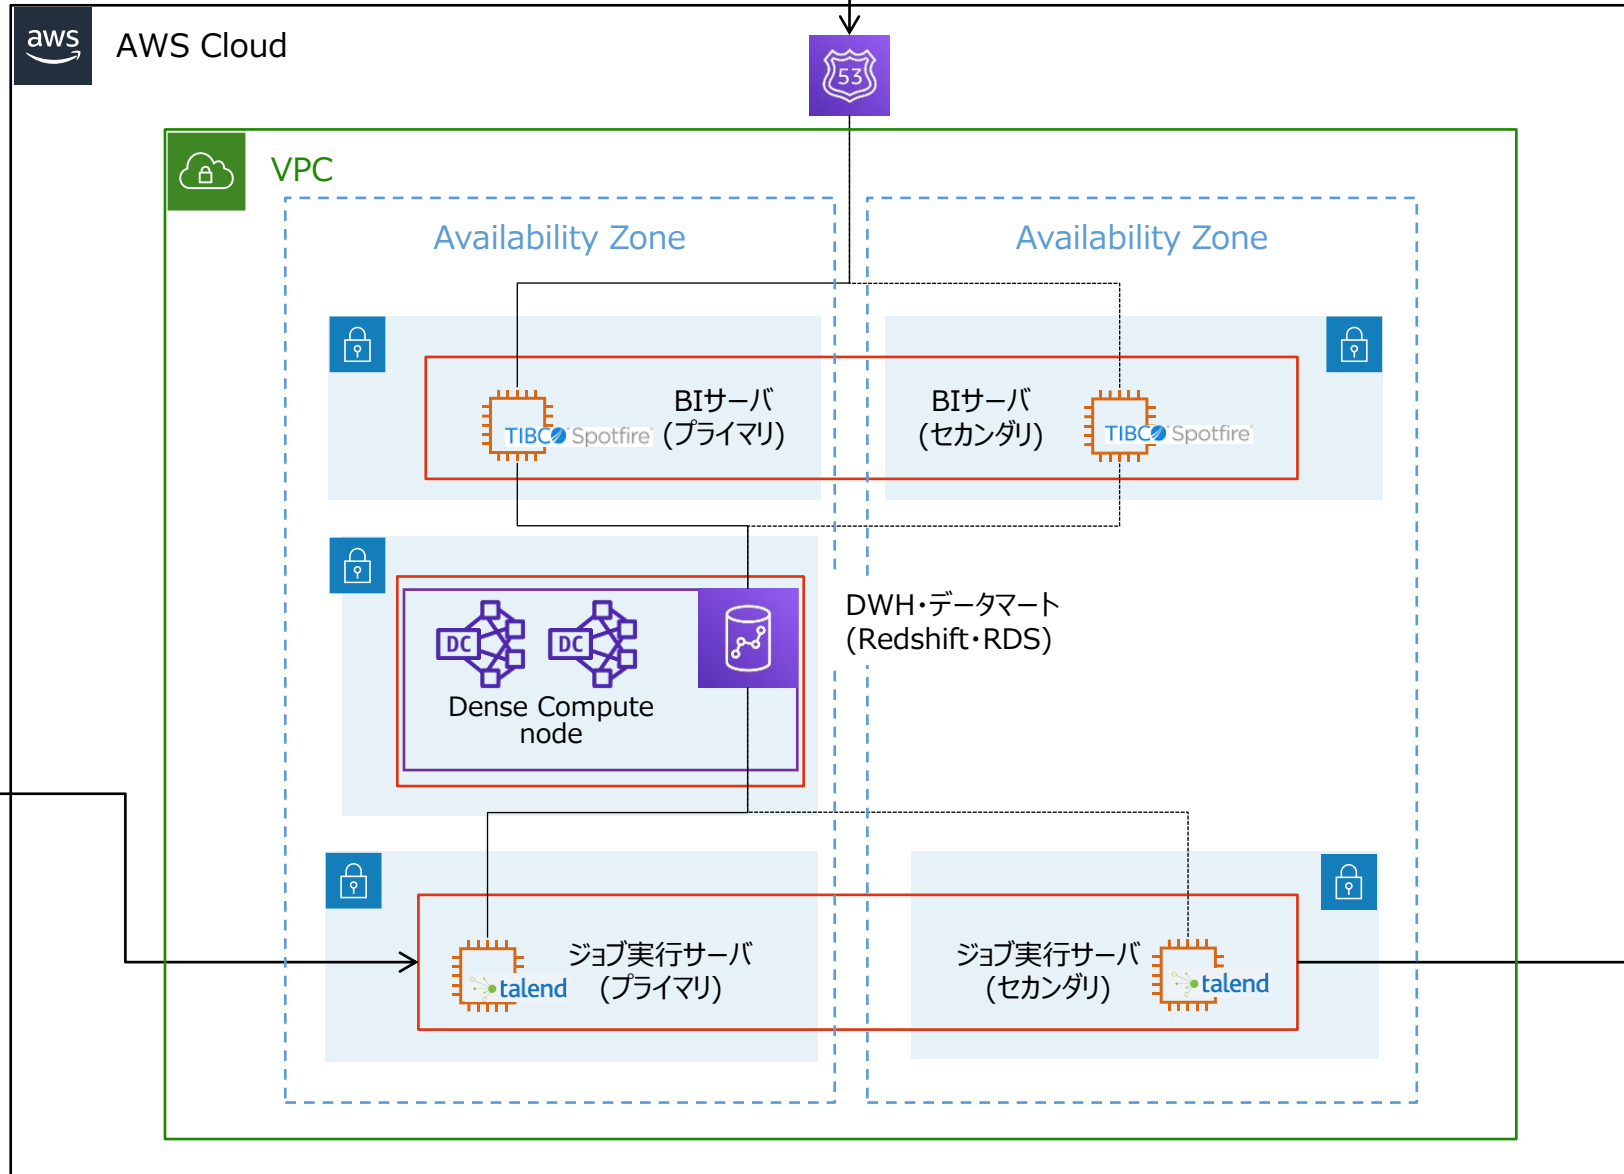 aws
AWS Cloud
53
VPC
Availability Zone
Availability Zone
BIサーバ
(プライマリ)
TIBCO Spotfire
BIサーバ
(セカンダリ)
TIBCO Spotfire
DC
DC
Dense Compute
node
DWH・データマート
(Redshift・RDS)
ジョブ実行サーバ
(プライマリ)
talend
ジョブ実行サーバ
(セカンダリ)
talend